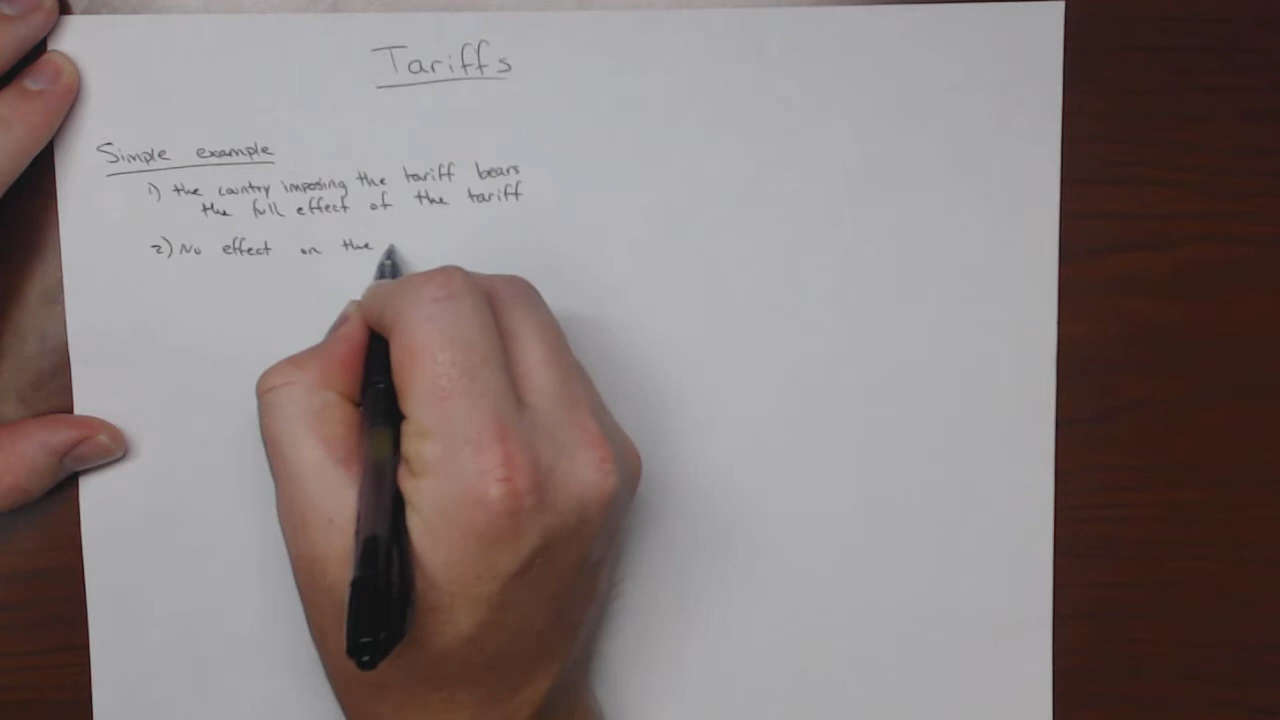 Tariffs
Simple example
1) the country imposing the tariff bears
the full effect of the tariff
2) No effect on the